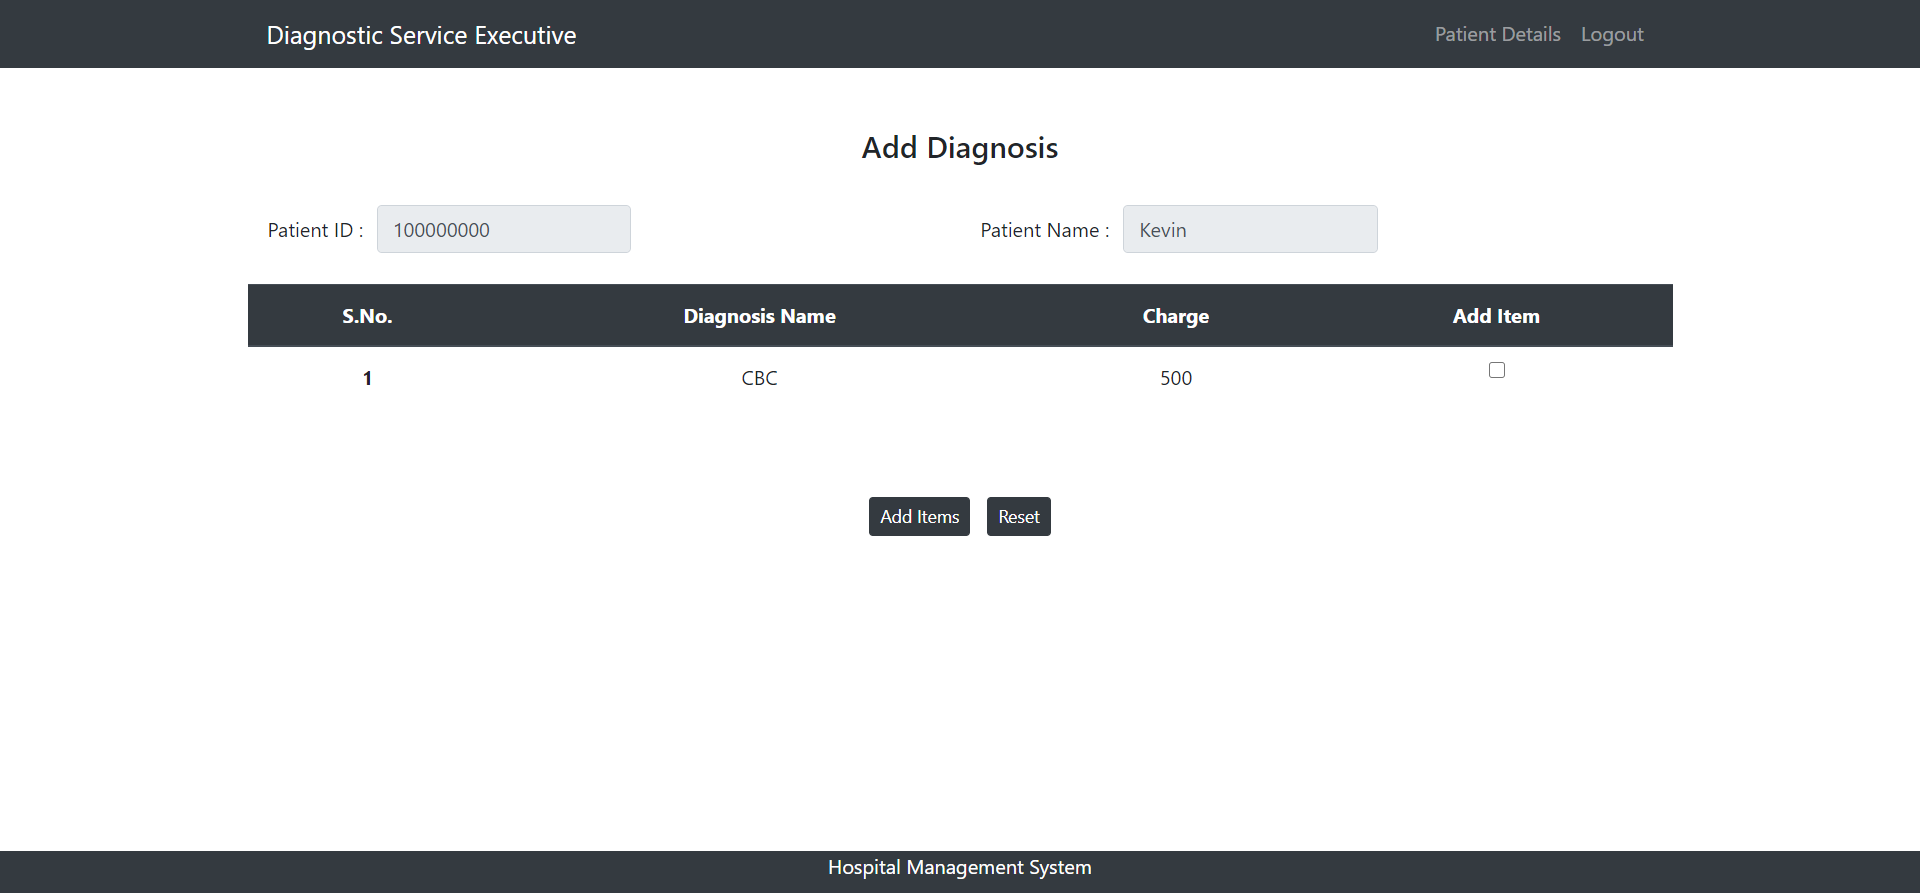 Diagnostic Service Executive Patient Details Logout
Add Diagnosis
Patient ID : 100000000 Patient Name : Kevin
S.No. Diagnosis Name Charge Add Item
1 CBC 500
Add Items Reset
Hospital Management System